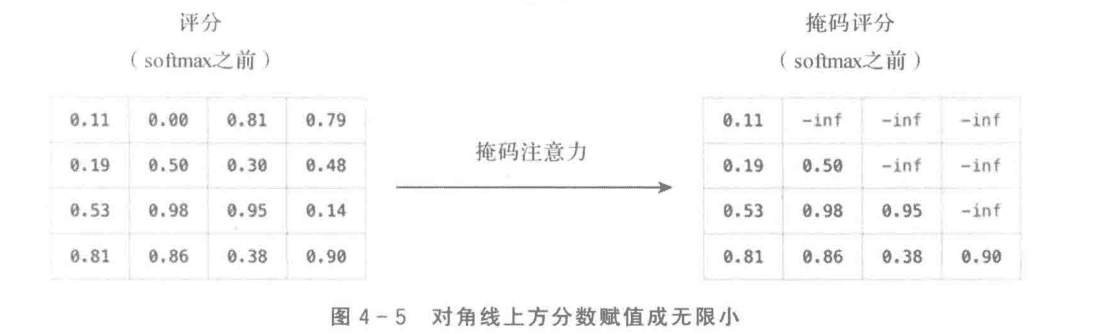 评分
（softmax之前）
0.11 0.00 0.81 0.79
0.19 0.50 0.30 0.48
0.53 0.98 0.95 0.14
0.81 0.86 0.38 0.90
掩码注意力
掩码评分
（softmax之前）
0.11 -inf -inf -inf
0.19 0.50 -inf -inf
0.53 0.98 0.95 -inf
0.81 0.86 0.38 0.90
图 4-5 对角线上方分数赋值成无限小